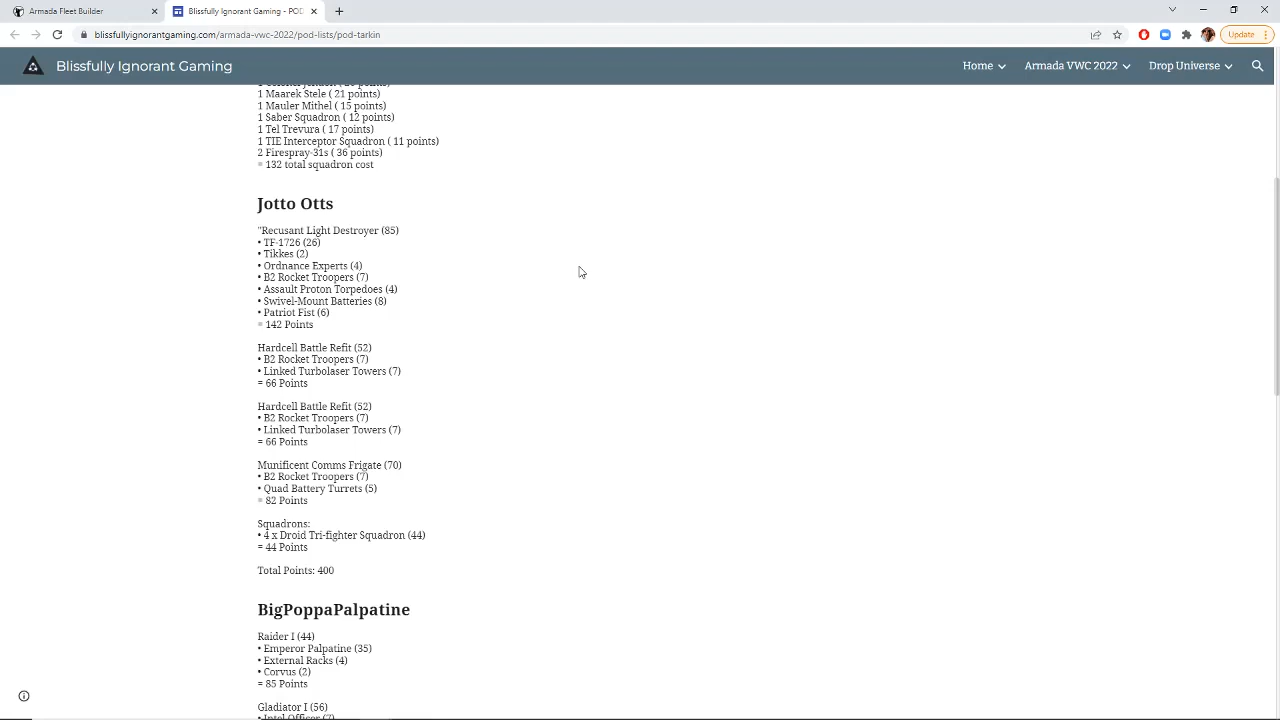 Armada Fleet Builder
Blissfully Ignorant Gaming - POD
blissfullyignorantgaming.com/armada-vwc-2022/pod-lists/pod-tarkin
Update
Blissfully Ignorant Gaming
Home
Armada VWC 2022
Drop Universe
1 Maarek Stele ( 21 points)
1 Mauler Mithel ( 15 points)
1 Saber Squadron ( 12 points)
1 Tel Trevura ( 17 points)
1 TIE Interceptor Squadron ( 11 points)
2 Firespray-31s ( 36 points)
= 132 total squadron cost
Jotto Otts
"Recusant Light Destroyer (85)
• TF-1726 (26)
• Tikkes (2)
• Ordnance Experts (4)
• B2 Rocket Troopers (7)
• Assault Proton Torpedoes (4)
• Swivel-Mount Batteries (8)
• Patriot Fist (6)
= 142 Points
Hardcell Battle Refit (52)
• B2 Rocket Troopers (7)
• Linked Turbolaser Towers (7)
= 66 Points
Hardcell Battle Refit (52)
• B2 Rocket Troopers (7)
• Linked Turbolaser Towers (7)
= 66 Points
Munificent Comms Frigate (70)
• B2 Rocket Troopers (7)
• Quad Battery Turrets (5)
= 82 Points
Squadrons:
• 4 x Droid Tri-fighter Squadron (44)
= 44 Points
Total Points: 400
BigPoppaPalpatine
Raider I (44)
• Emperor Palpatine (35)
• External Racks (4)
• Corvus (2)
= 85 Points
Gladiator I (56)
• Intel Officer (7)